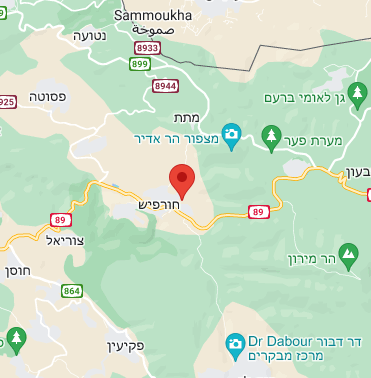 Sammoukha
صموخة
נטועה
8933
899
8944
925
פסוטה
גן לאומי ברעם
מתת
מצפור הר אדיר
מערת פער
בעון
חורפיש
89
89
צוריאל
הר מירון
חוסן
864
פקיעין
Dr Dabour דר דבור
מרכז מבקרים